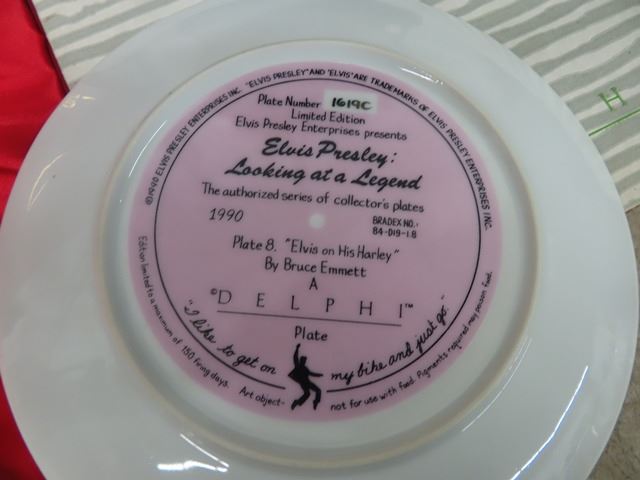 ©1990 ELVIS PRESLEY ENTERPRISES INC. "ELVIS PRESLEY" AND "ELVIS" ARE TRADEMARKS OF ELVIS PRESLEY ENTERPRISES INC.
Plate Number 1619C
Limited Edition
Elvis Presley Enterprises presents
Elvis Presley:
Looking at a Legend
The authorized series of collector's plates
1990
BRADEX NO.:
84-D19-1.8
Plate 8. "Elvis on His Harley"
By Bruce Emmett
A
©DELPHI™
Plate
"I like to get on my bike and just go."
Edition limited to a maximum of 150 firing days. Art object- not for use with food. Pigments required may poison food.
H